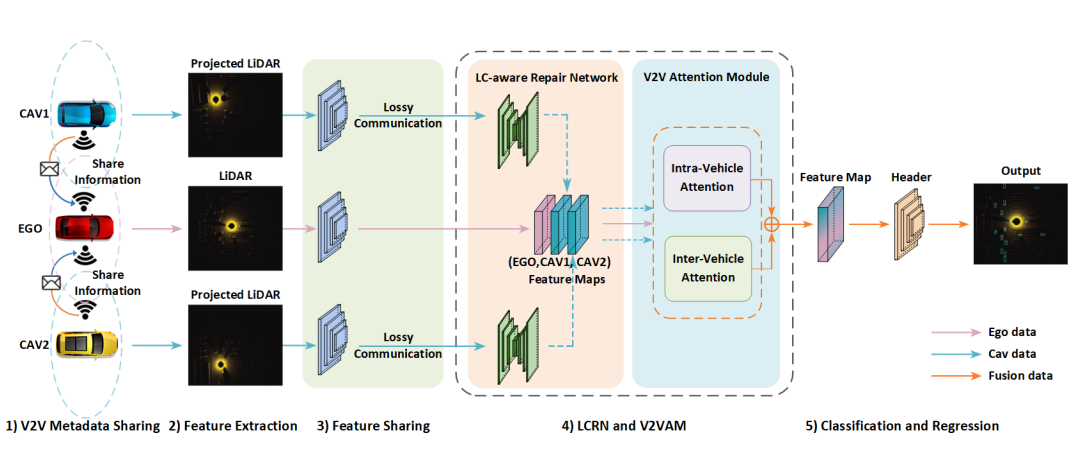 Projected LiDAR
LC-aware Repair Network
V2V Attention Module
CAV1
Lossy
Communication
Share
Information
LiDAR
Intra-Vehicle
Attention
Feature Map
Header
Output
EGO
(EGO,CAV1,CAV2)
Feature Maps
Inter-Vehicle
Attention
Share
Information
Projected LiDAR
CAV2
Lossy
Communication
Ego data
Cav data
Fusion data
1) V2V Metadata Sharing
2) Feature Extraction
3) Feature Sharing
4) LCRN and V2VAM
5) Classification and Regression